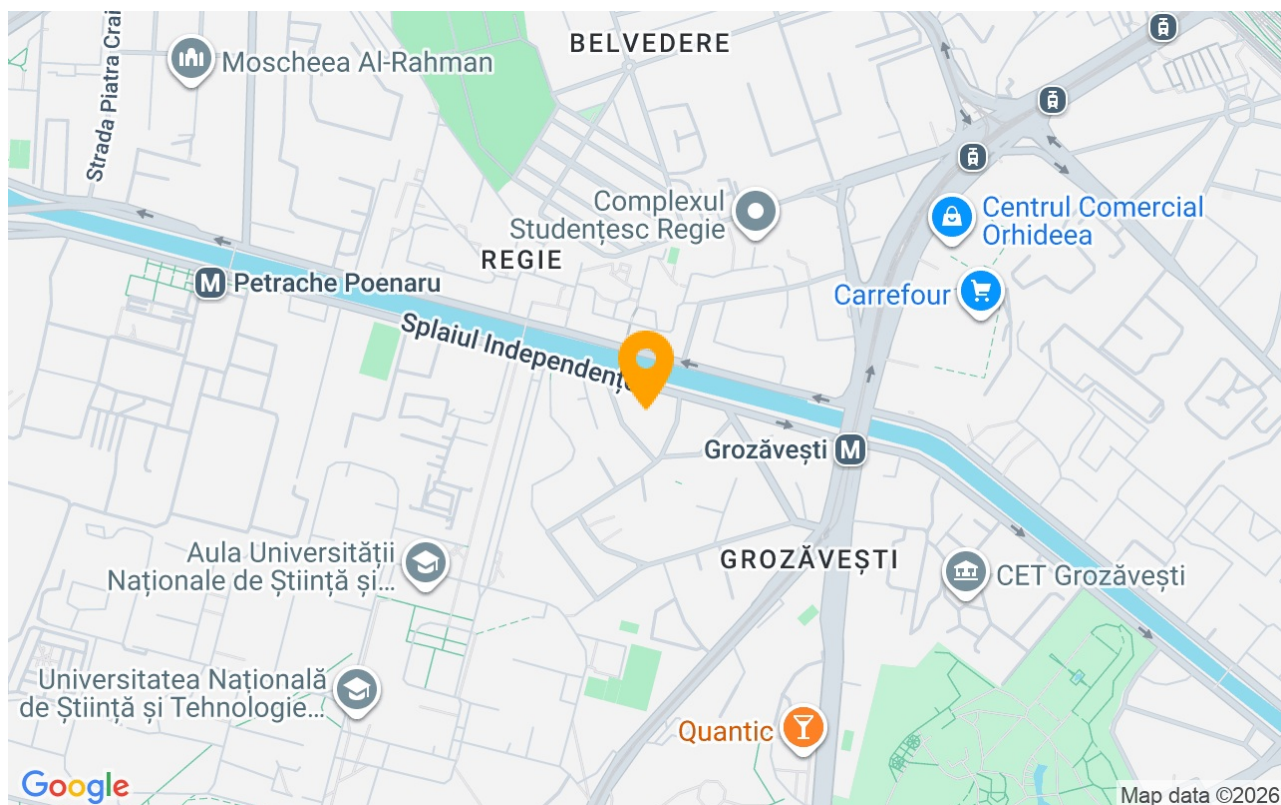 BELVEDERE
Moscheea Al-Rahman
Strada Piatra Crai
Complexul
Studențesc Regie
Centrul Comercial
Orhideea
REGIE
M Petrache Poenaru
Carrefour
Splaiul Independențe
Grozăvești M
Aula Universității
Naționale de Știință și...
GROZĂVEȘTI
CET Grozăvești
Universitatea Națională
de Știință și Tehnologie...
Quantic
Google
Map data ©2026